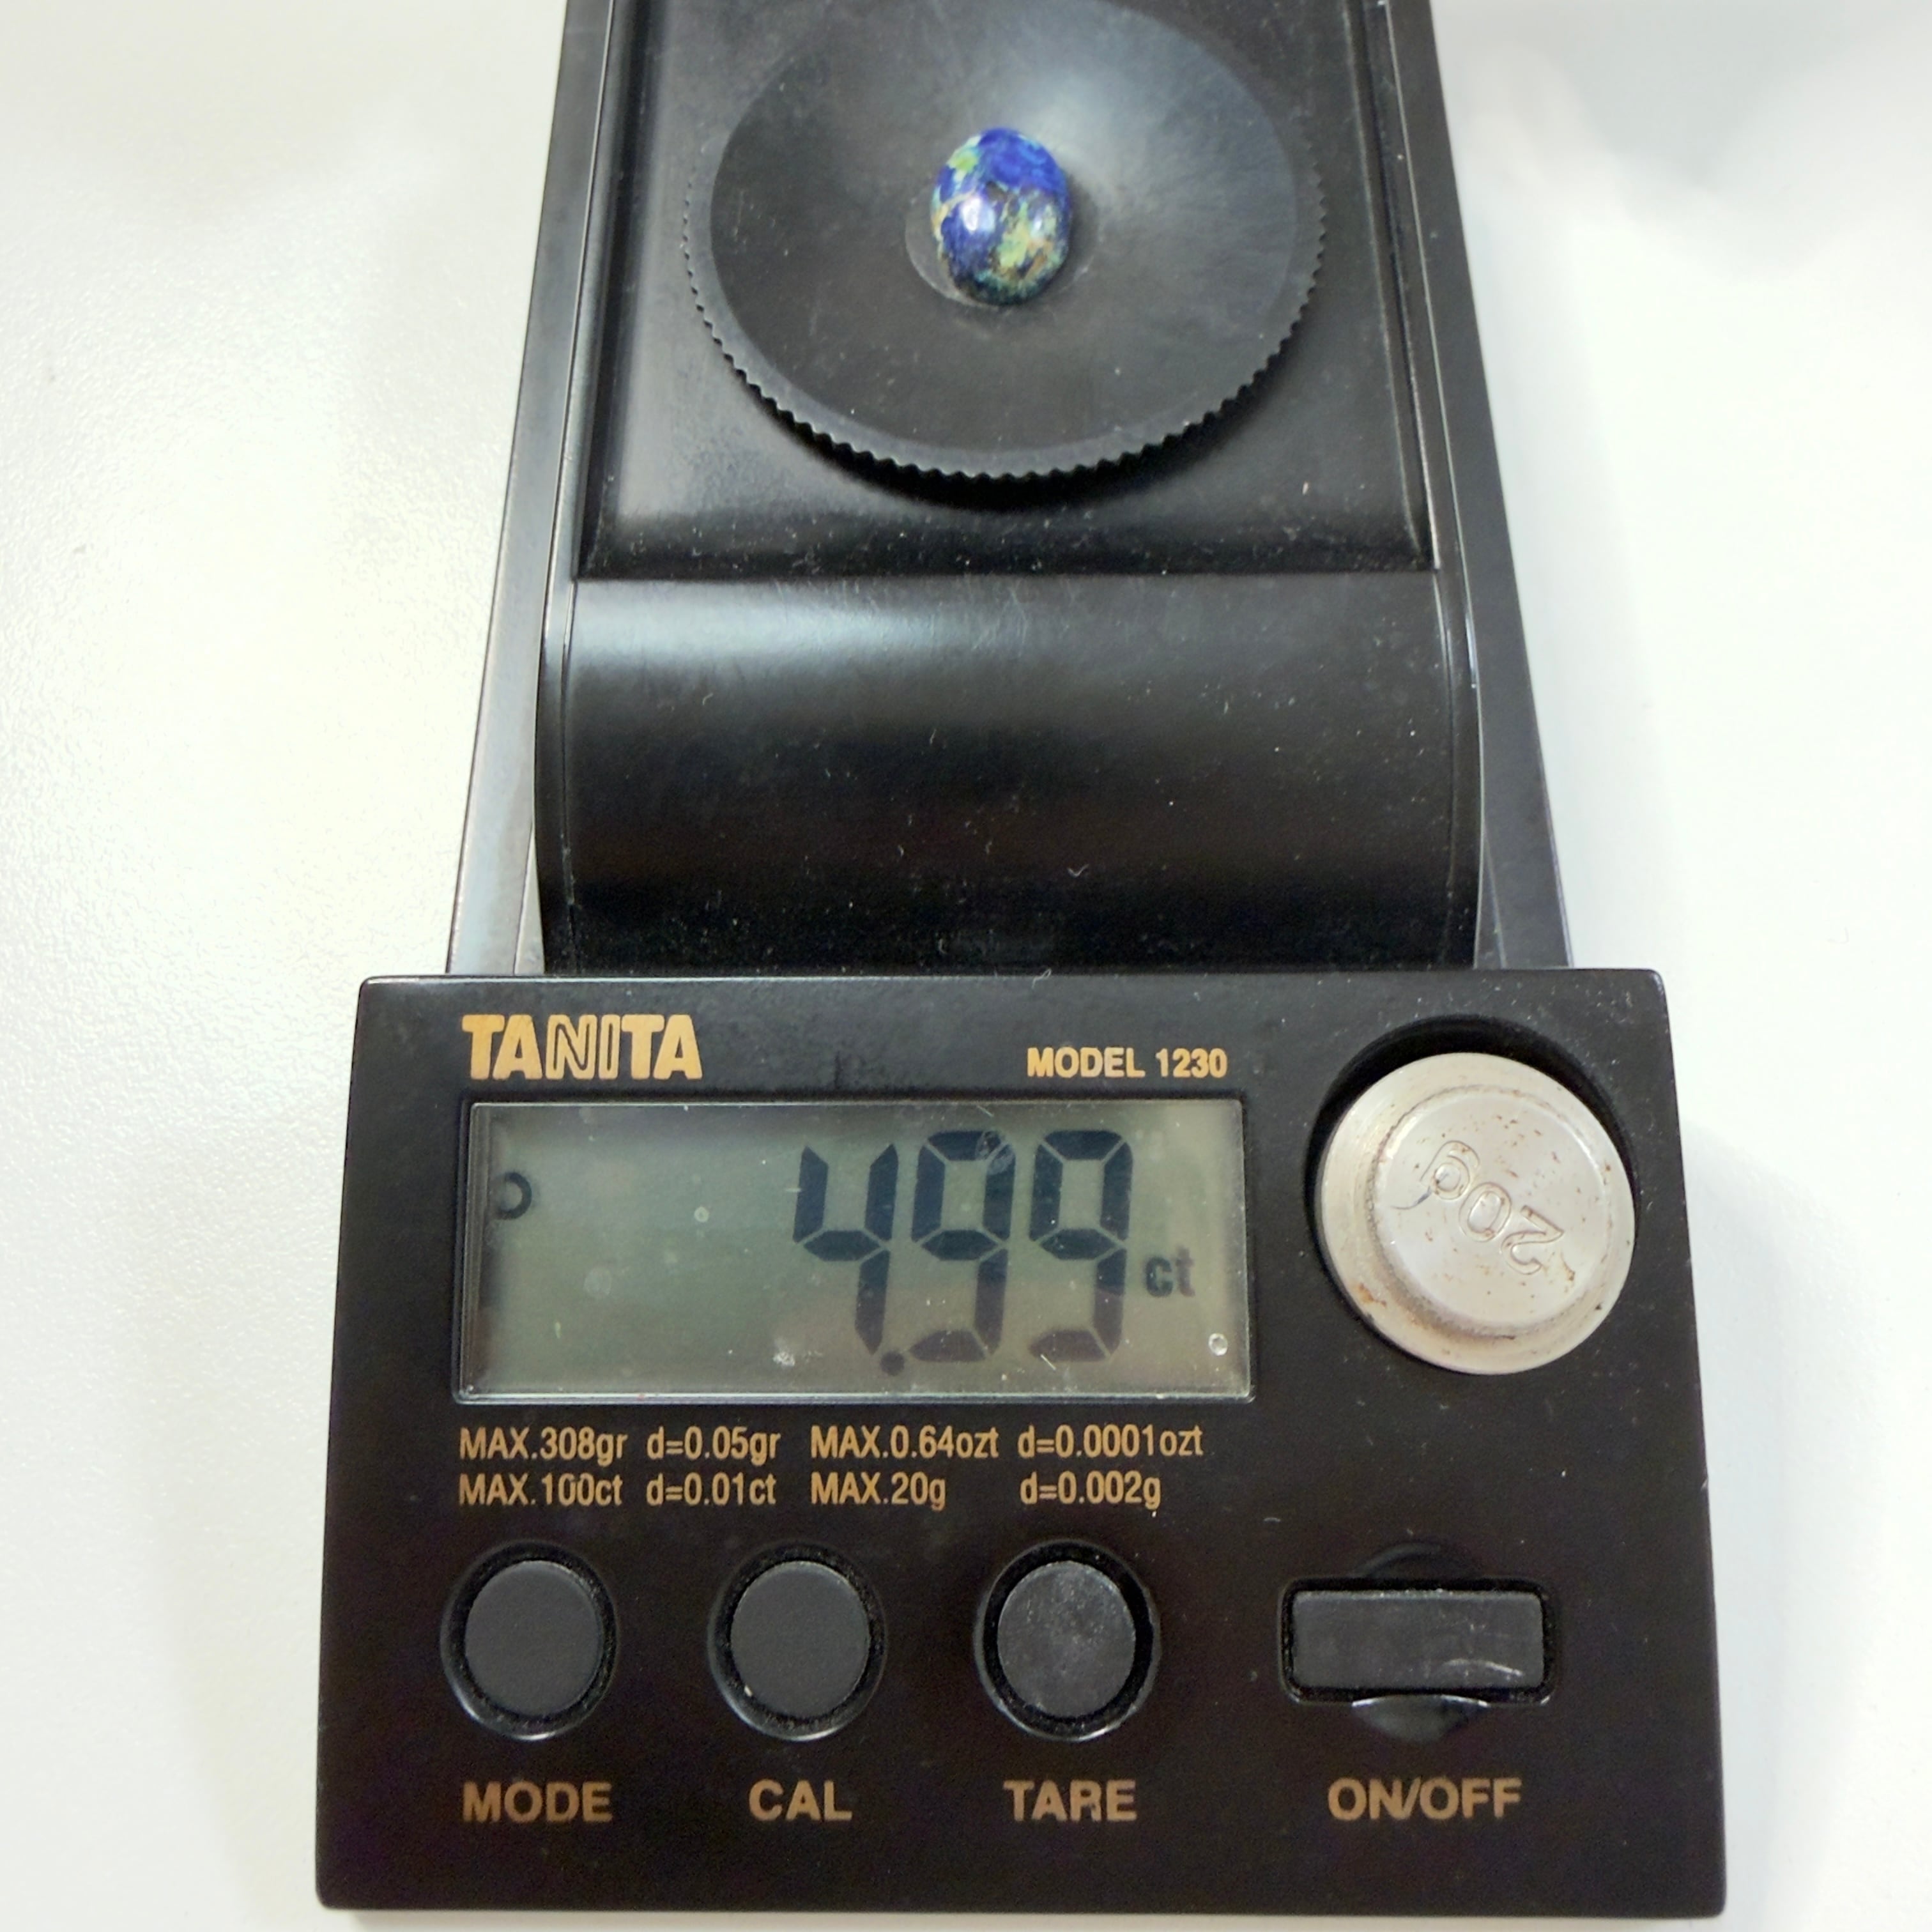 TANITA
MODEL 1230
o 4.99 ct
20g
MAX.308gr d=0.05gr MAX.0.64ozt d=0.0001ozt
MAX.100ct d=0.01ct MAX.20g d=0.002g
MODE CAL TARE ON/OFF